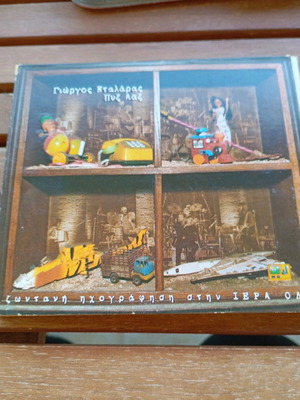 Γιώργος Νταλάρας
Πυξ Λαξ
ζωντανή ηχογράφηση στην ΙΕΡΑ ΟΔ